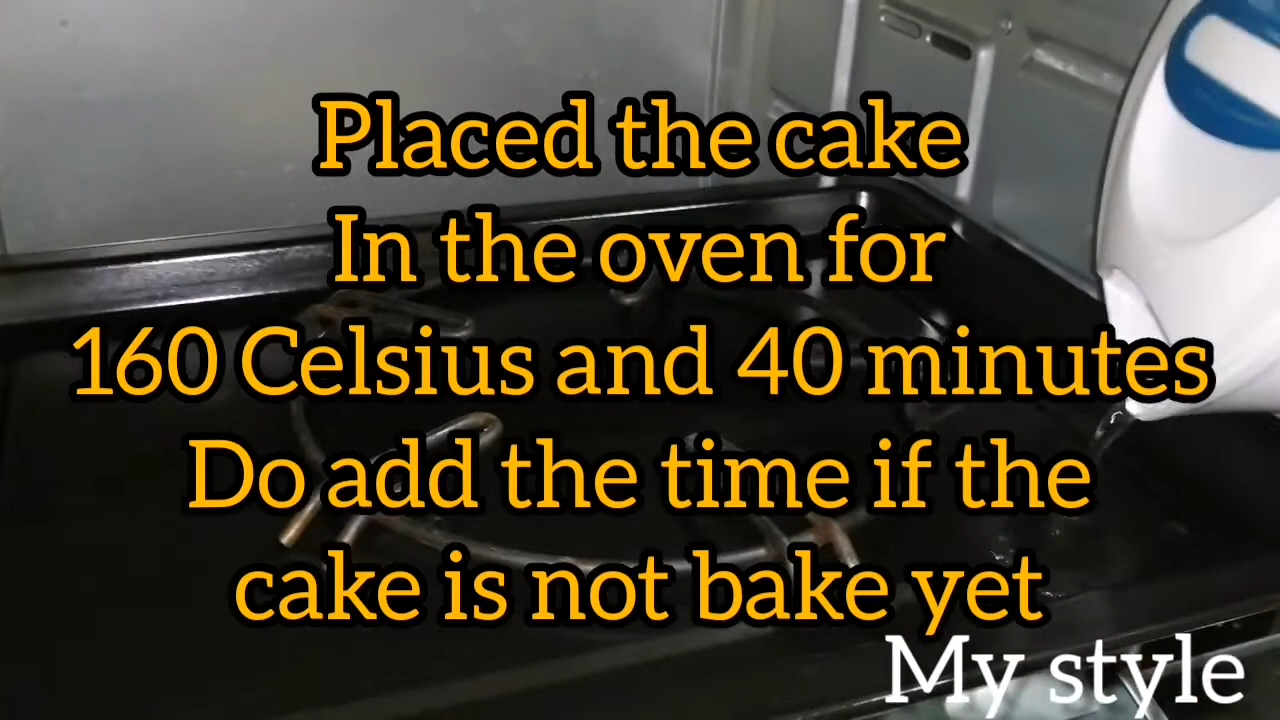 Placed the cake
In the oven for
160 Celsius and 40 minutes
Do add the time if the
cake is not bake yet
My style